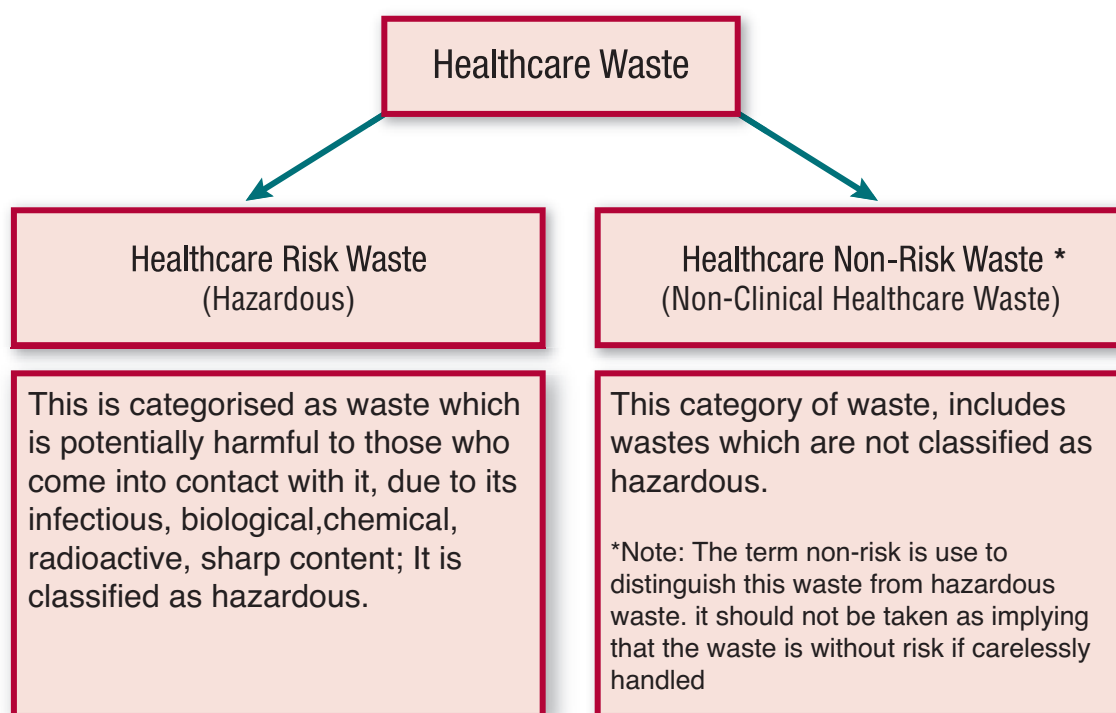 Healthcare Waste
Healthcare Risk Waste
(Hazardous)
Healthcare Non-Risk Waste *
(Non-Clinical Healthcare Waste)
This is categorised as waste which
is potentially harmful to those who
come into contact with it, due to its
infectious, biological,chemical,
radioactive, sharp content; It is
classified as hazardous.
This category of waste, includes
wastes which are not classified as
hazardous.
*Note: The term non-risk is use to
distinguish this waste from hazardous
waste. it should not be taken as implying
that the waste is without risk if carelessly
handled